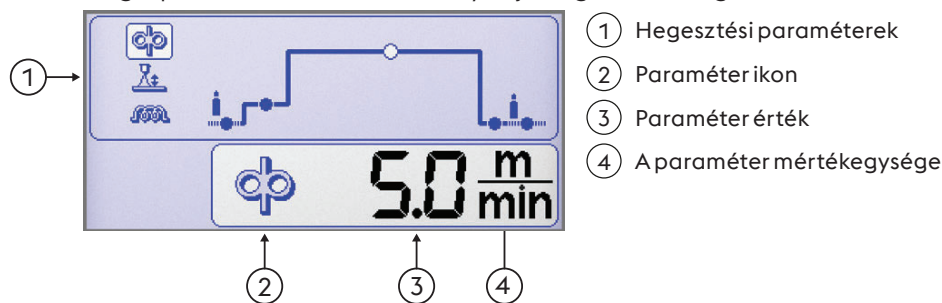 1 Hegesztési paraméterek
2 Paraméter ikon
3 Paraméter érték
4 A paraméter mértékegysége
1
5.0 m/min
2 3 4